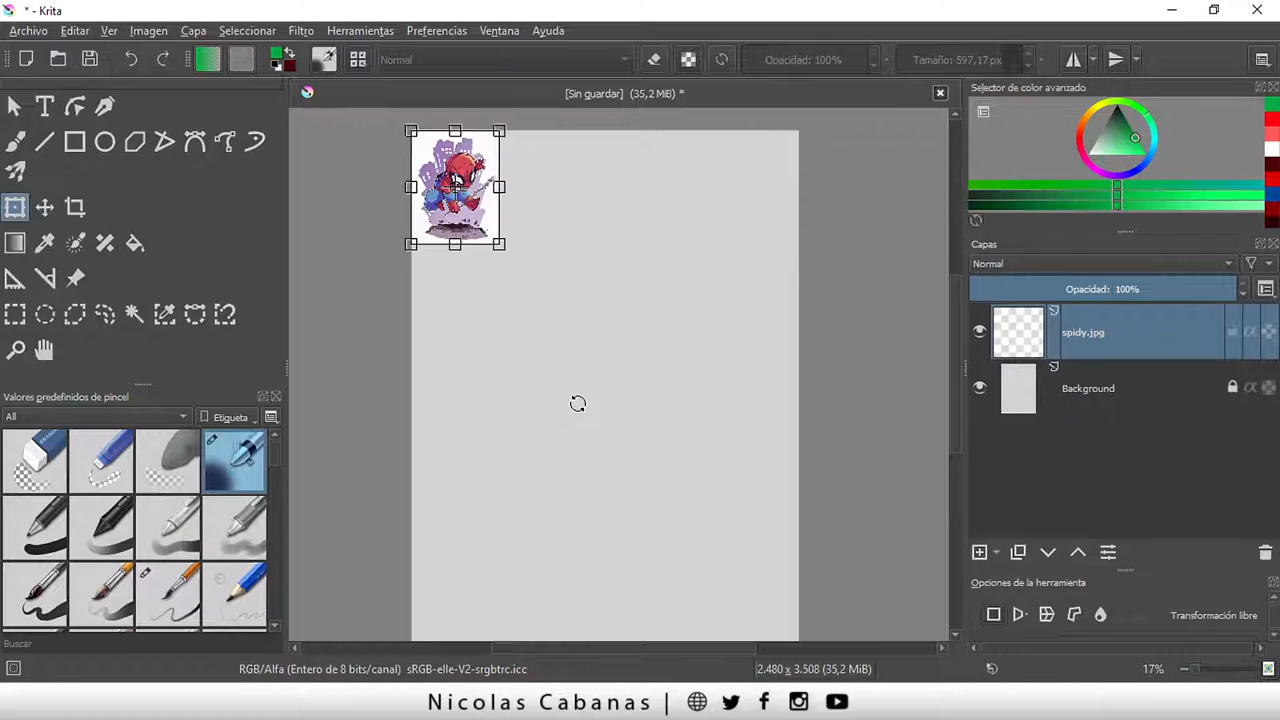 * - Krita
Archivo Editar Ver Imagen Capa Seleccionar Filtro Herramientas Preferencias Ventana Ayuda
Normal Opacidad: 100% Tamaño: 597,17 px
[Sin guardar] (35,2 MiB) *
Selector de color avanzado
Capas
Normal
Opacidad: 100%
spidy.jpg
Background
Valores predefinidos de pincel
All Etiqueta
Buscar
Opciones de la herramienta
Transformación libre
RGB/Alfa (Entero de 8 bits/canal) sRGB-elle-V2-srgbtrc.icc 2.480 x 3.508 (35,2 MiB) 17%
Nicolas Cabanas |